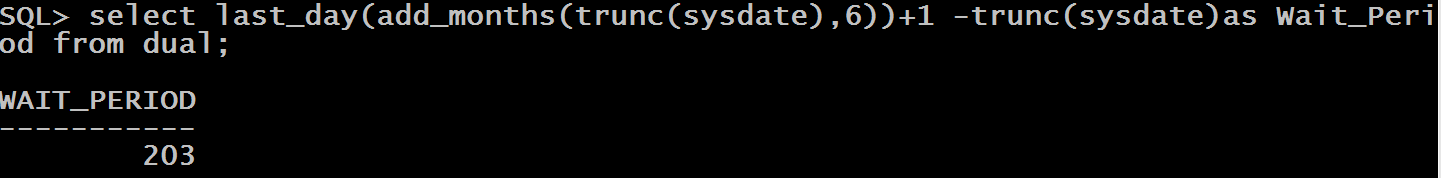 SQL> select last_day(add_months(trunc(sysdate),6))+1 -trunc(sysdate)as Wait_Peri
od from dual;
WAIT_PERIOD
-----------
203